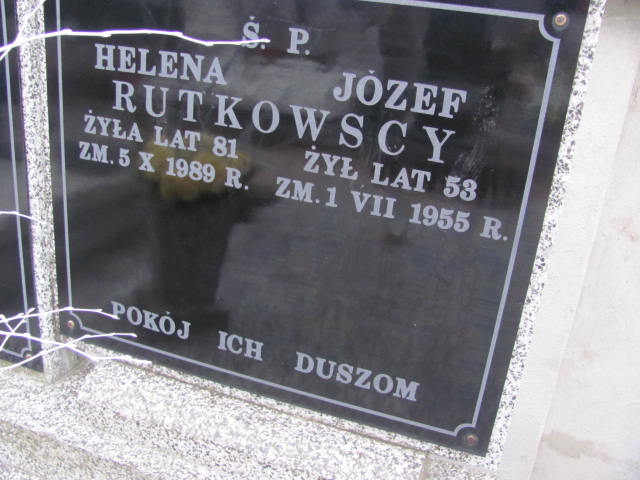 Ś. P.
HELENA JÓZEF
RUTKOWSCY
ŻYŁA LAT 81 ŻYŁ LAT 53
ZM. 5 X 1989 R. ZM. 1 VII 1955 R.
POKÓJ ICH DUSZOM